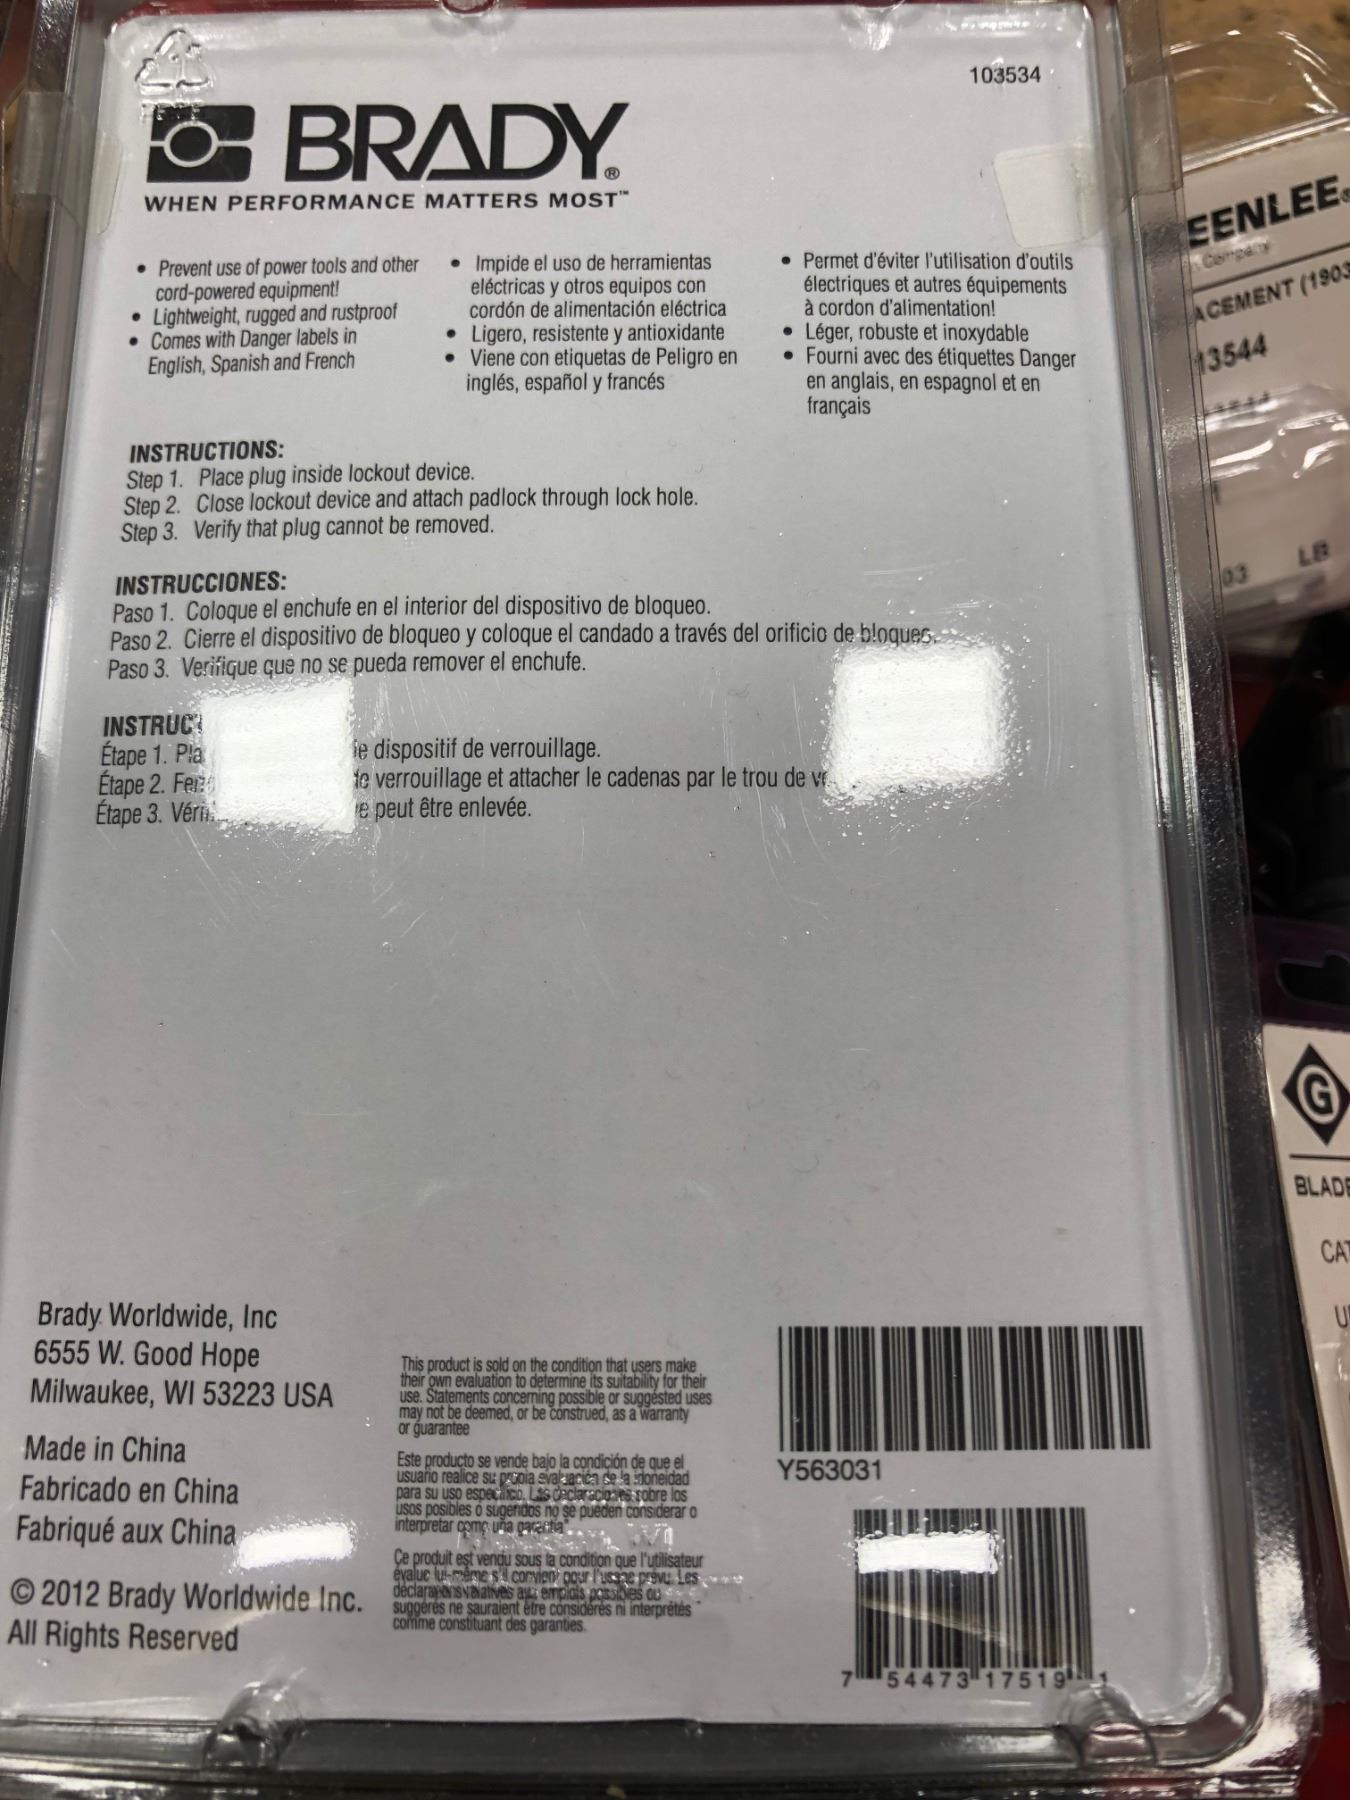 103534
BRADY®
WHEN PERFORMANCE MATTERS MOST™
• Prevent use of power tools and other
cord-powered equipment!
• Lightweight, rugged and rustproof
• Comes with Danger labels in
English, Spanish and French
• Impide el uso de herramientas
eléctricas y otros equipos con
cordón de alimentación eléctrica
• Ligero, resistente y antioxidante
• Viene con etiquetas de Peligro en
inglés, español y francés
• Permet d'éviter l'utilisation d'outils
électriques et autres équipements
à cordon d'alimentation!
• Léger, robuste et inoxydable
• Fourni avec des étiquettes Danger
en anglais, en espagnol et en
français
INSTRUCTIONS:
Step 1. Place plug inside lockout device.
Step 2. Close lockout device and attach padlock through lock hole.
Step 3. Verify that plug cannot be removed.
INSTRUCCIONES:
Paso 1. Coloque el enchufe en el interior del dispositivo de bloqueo.
Paso 2. Cierre el dispositivo de bloqueo y coloque el candado a través del orificio de bloques.
Paso 3. Verifique que no se pueda remover el enchufe.
Étape 1. dispositif de verrouillage.
Étape 2. verrouillage et attacher le cadenas par le trou de
Étape 3. peut être enlevée.
Brady Worldwide, Inc
6555 W. Good Hope
Milwaukee, WI 53223 USA
Made in China
Fabricado en China
Fabriqué aux China
© 2012 Brady Worldwide Inc.
All Rights Reserved
This product is sold on the condition that users make
their own evaluation to determine its suitability for their
use. Statements concerning possible or suggested uses
may not be deemed, or be construed, as a warranty
or guarantee
Este producto se vende bajo la condición de que el
usuario realice su propia evaluación de la idoneidad
para su uso específico. Las declaraciones sobre los
usos posibles o sugeridos no se pueden considerar o
interpretar como una garantía
Ce produit est vendu sous la condition que l'utilisateur
évalue lui-même s'il convient pour l'usage prévu. Les
emplois possibles ou
suggérés ne sauraient être considérés ni interprétés
comme constituant des garanties.
Y563031
7 54473 17519 1
EENLEE®
Company
ACEMENT (1903
13544
03 LB
G
BLADE
CAT